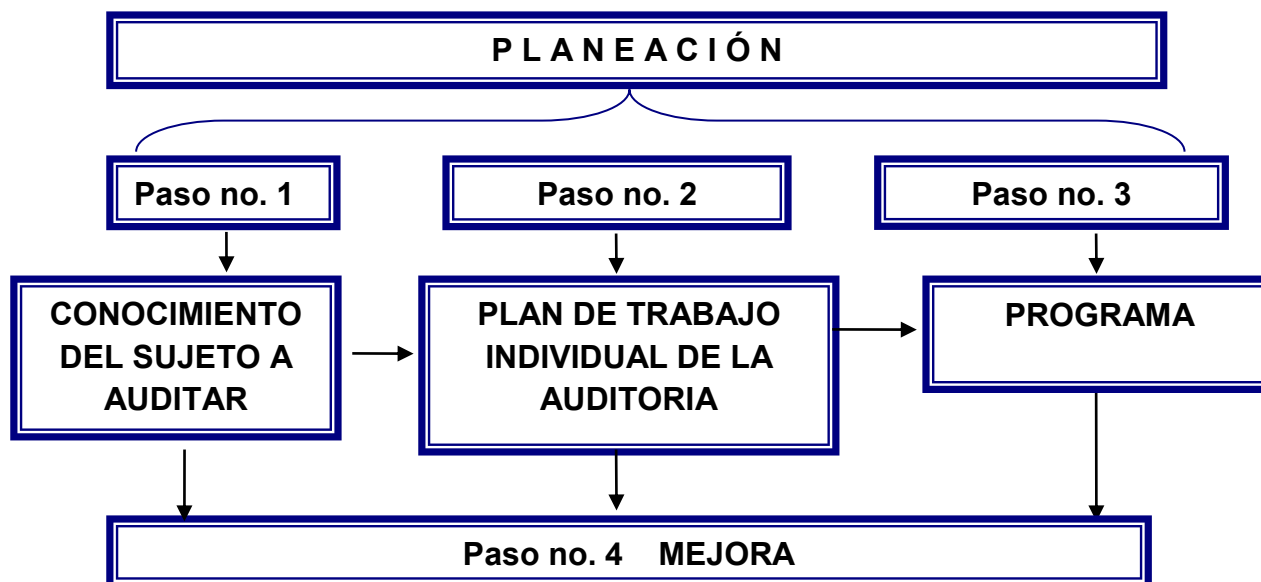 P L A N E A C I Ó N
Paso no. 1
Paso no. 2
Paso no. 3
CONOCIMIENTO
DEL SUJETO A
AUDITAR
PLAN DE TRABAJO
INDIVIDUAL DE LA
AUDITORIA
PROGRAMA
Paso no. 4 MEJORA